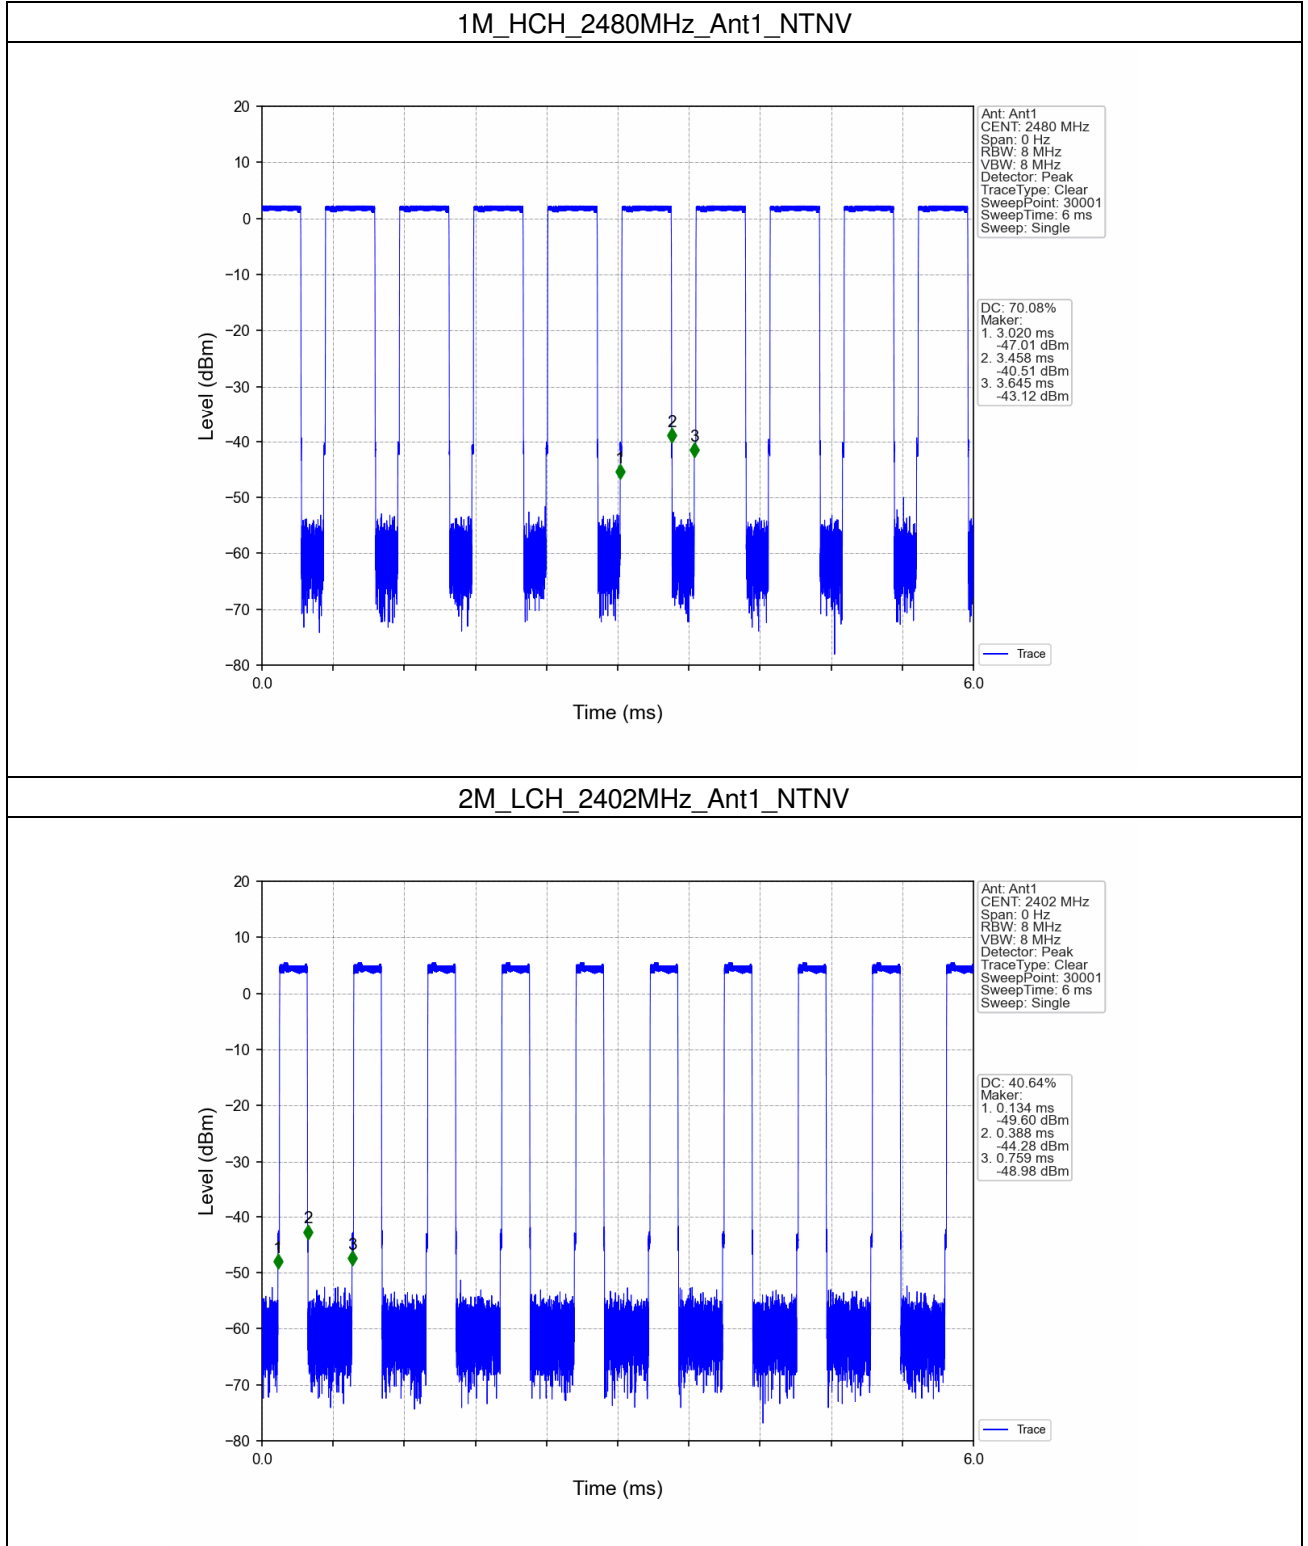 1M_HCH_2480MHz_Ant1_NTNV
20
10
0
−10
−20
−30
−40
−50
−60
−70
−80
Level (dBm)
1
2
3
0.0
6.0
Time (ms)
Ant: Ant1
CENT: 2480 MHz
Span: 0 Hz
RBW: 8 MHz
VBW: 8 MHz
Detector: Peak
TraceType: Clear
SweepPoint: 30001
SweepTime: 6 ms
Sweep: Single
DC: 70.08%
Maker:
1. 3.020 ms
-47.01 dBm
2. 3.458 ms
-40.51 dBm
3. 3.645 ms
-43.12 dBm
Trace
2M_LCH_2402MHz_Ant1_NTNV
20
10
0
−10
−20
−30
−40
−50
−60
−70
−80
Level (dBm)
1
2
3
0.0
6.0
Time (ms)
Ant: Ant1
CENT: 2402 MHz
Span: 0 Hz
RBW: 8 MHz
VBW: 8 MHz
Detector: Peak
TraceType: Clear
SweepPoint: 30001
SweepTime: 6 ms
Sweep: Single
DC: 40.64%
Maker:
1. 0.134 ms
-49.60 dBm
2. 0.388 ms
-44.28 dBm
3. 0.759 ms
-48.98 dBm
Trace